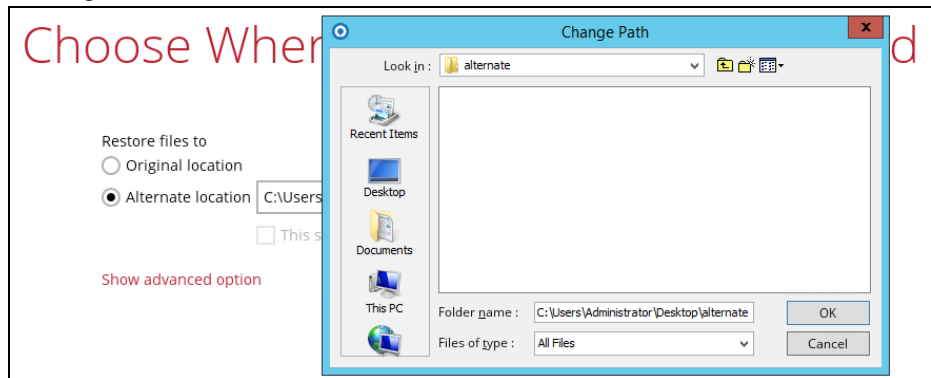 Choose Wher
d
Restore files to
Original location
Alternate location C:\Users
This s
Show advanced option
Change Path
x
Look in :
alternate
Recent Items
Desktop
Documents
This PC
Folder name :
C:\Users\Administrator\Desktop\alternate
OK
Files of type :
All Files
Cancel